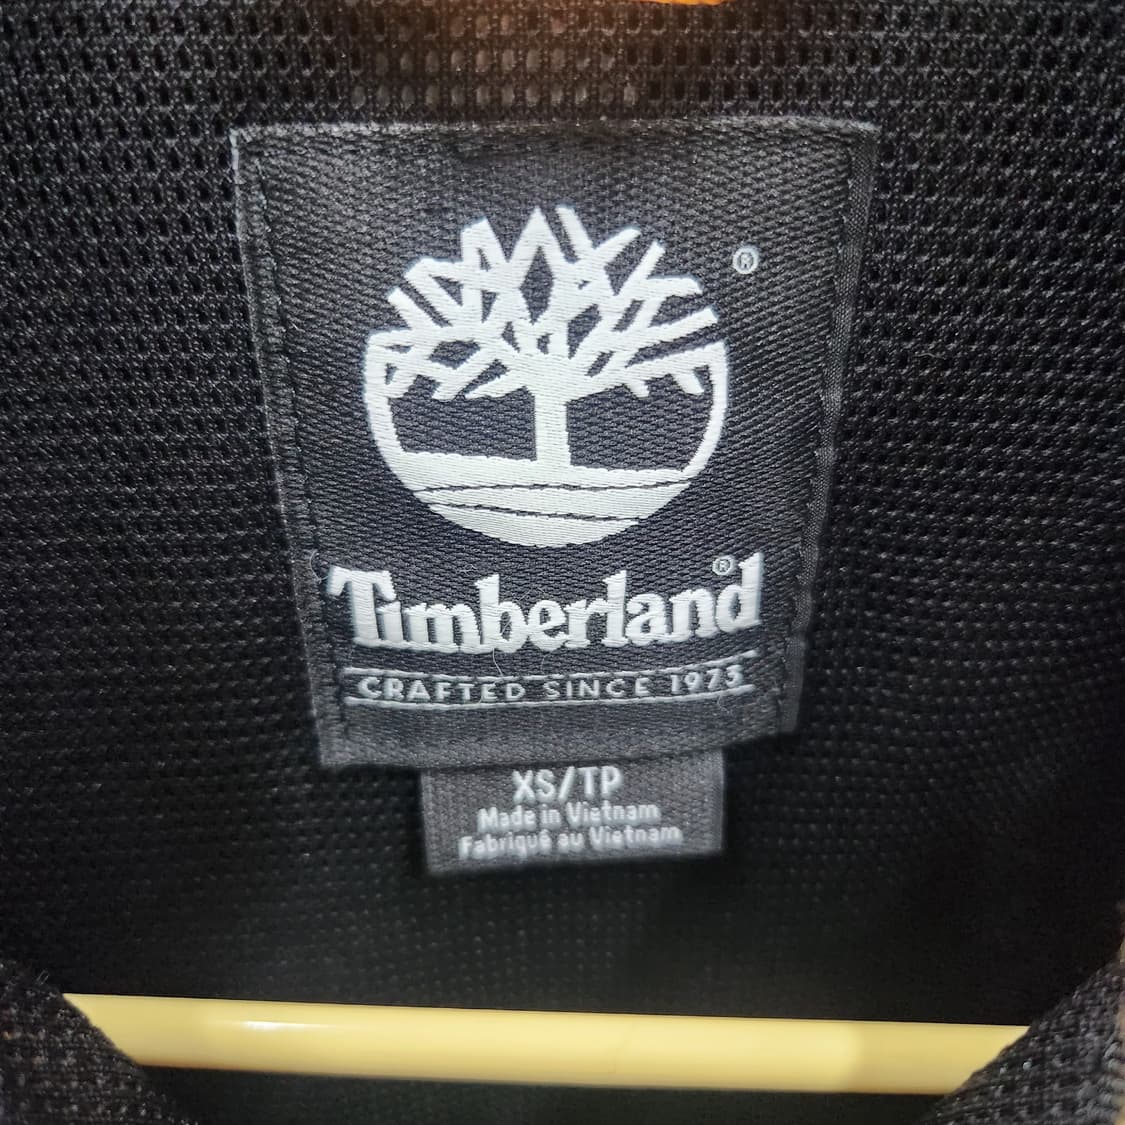 ®
Timberland®
CRAFTED SINCE 1973
XS/TP
Made in Vietnam
Fabriqué au Vietnam